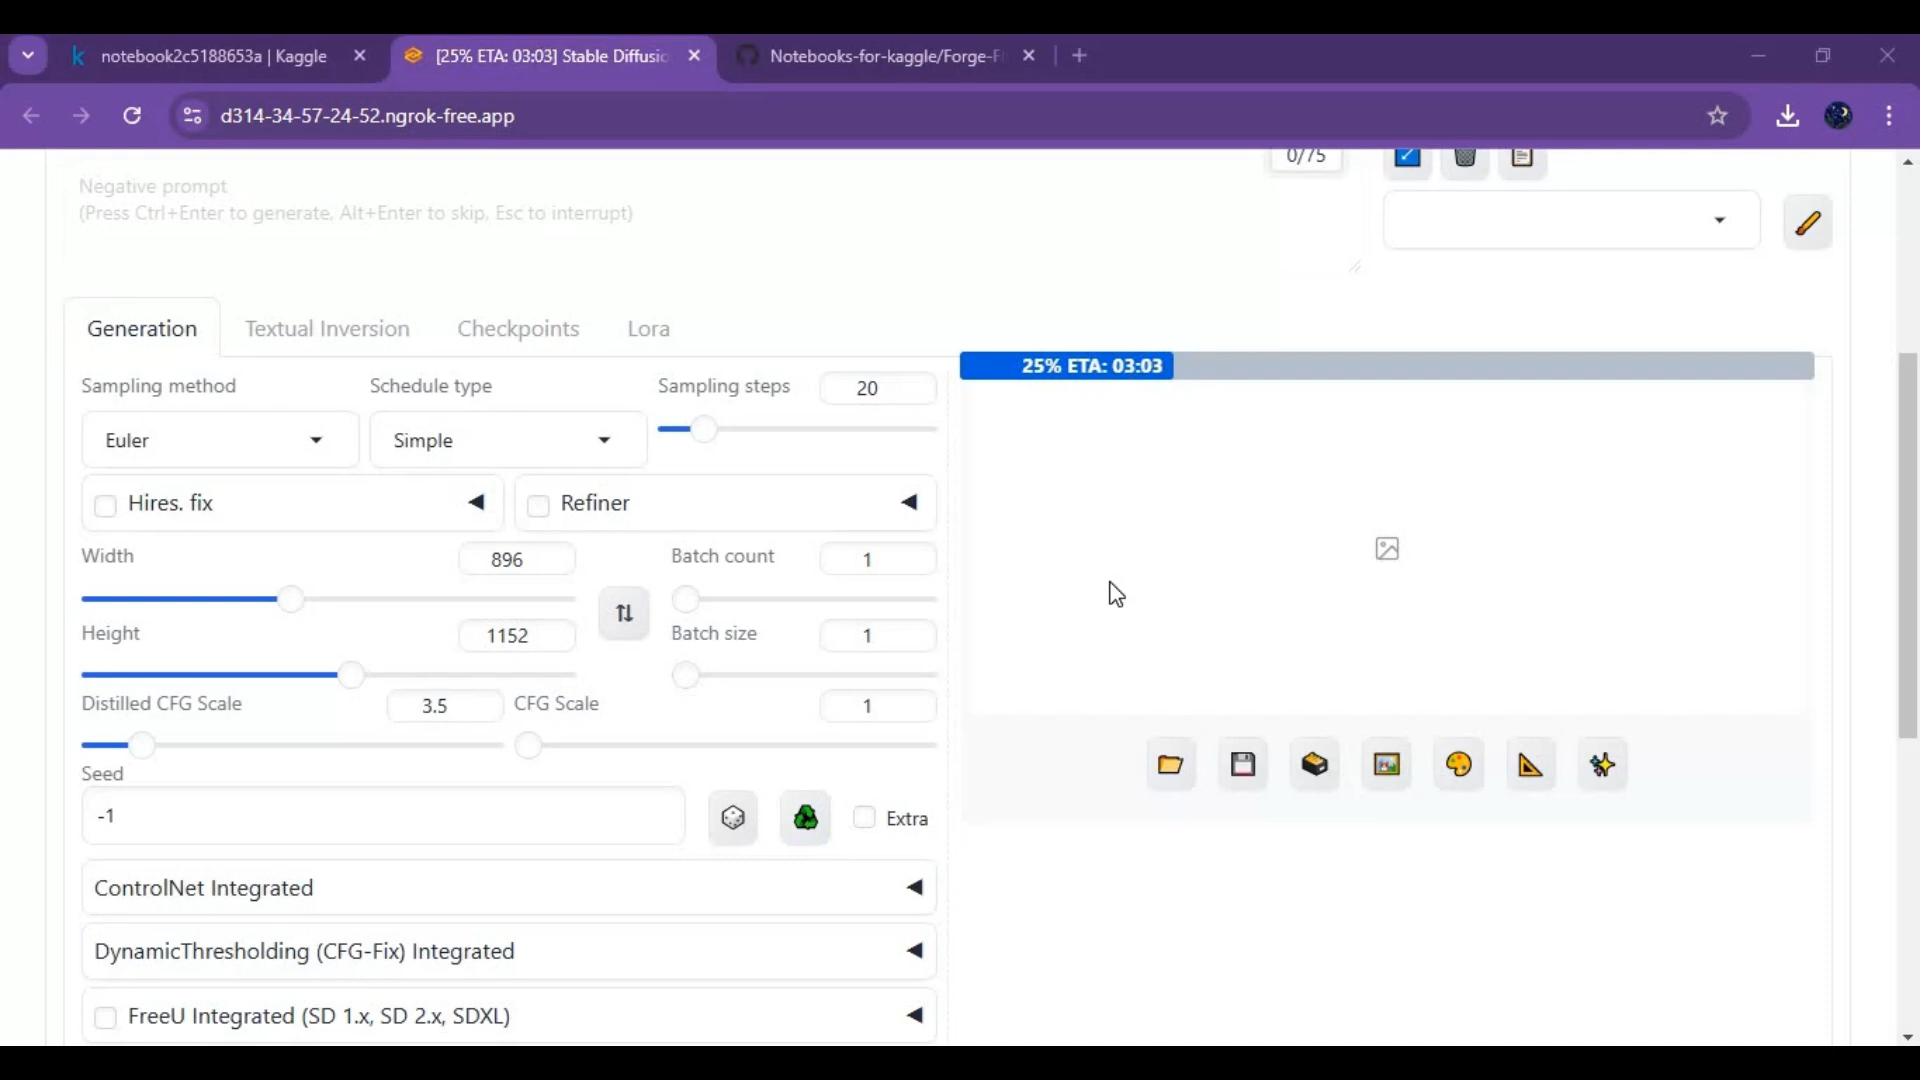 notebook2c5188653a | Kaggle
[25% ETA: 03:03] Stable Diffusio
Notebooks-for-kaggle/Forge-F
d314-34-57-24-52.ngrok-free.app
0/75
Negative prompt
(Press Ctrl+Enter to generate, Alt+Enter to skip, Esc to interrupt)
Generation
Textual Inversion
Checkpoints
Lora
25% ETA: 03:03
Sampling method
Schedule type
Sampling steps
20
Euler
Simple
Hires. fix
Refiner
Width
896
Batch count
1
Height
1152
Batch size
1
Distilled CFG Scale
3.5
CFG Scale
1
Seed
-1
Extra
ControlNet Integrated
DynamicThresholding (CFG-Fix) Integrated
FreeU Integrated (SD 1.x, SD 2.x, SDXL)